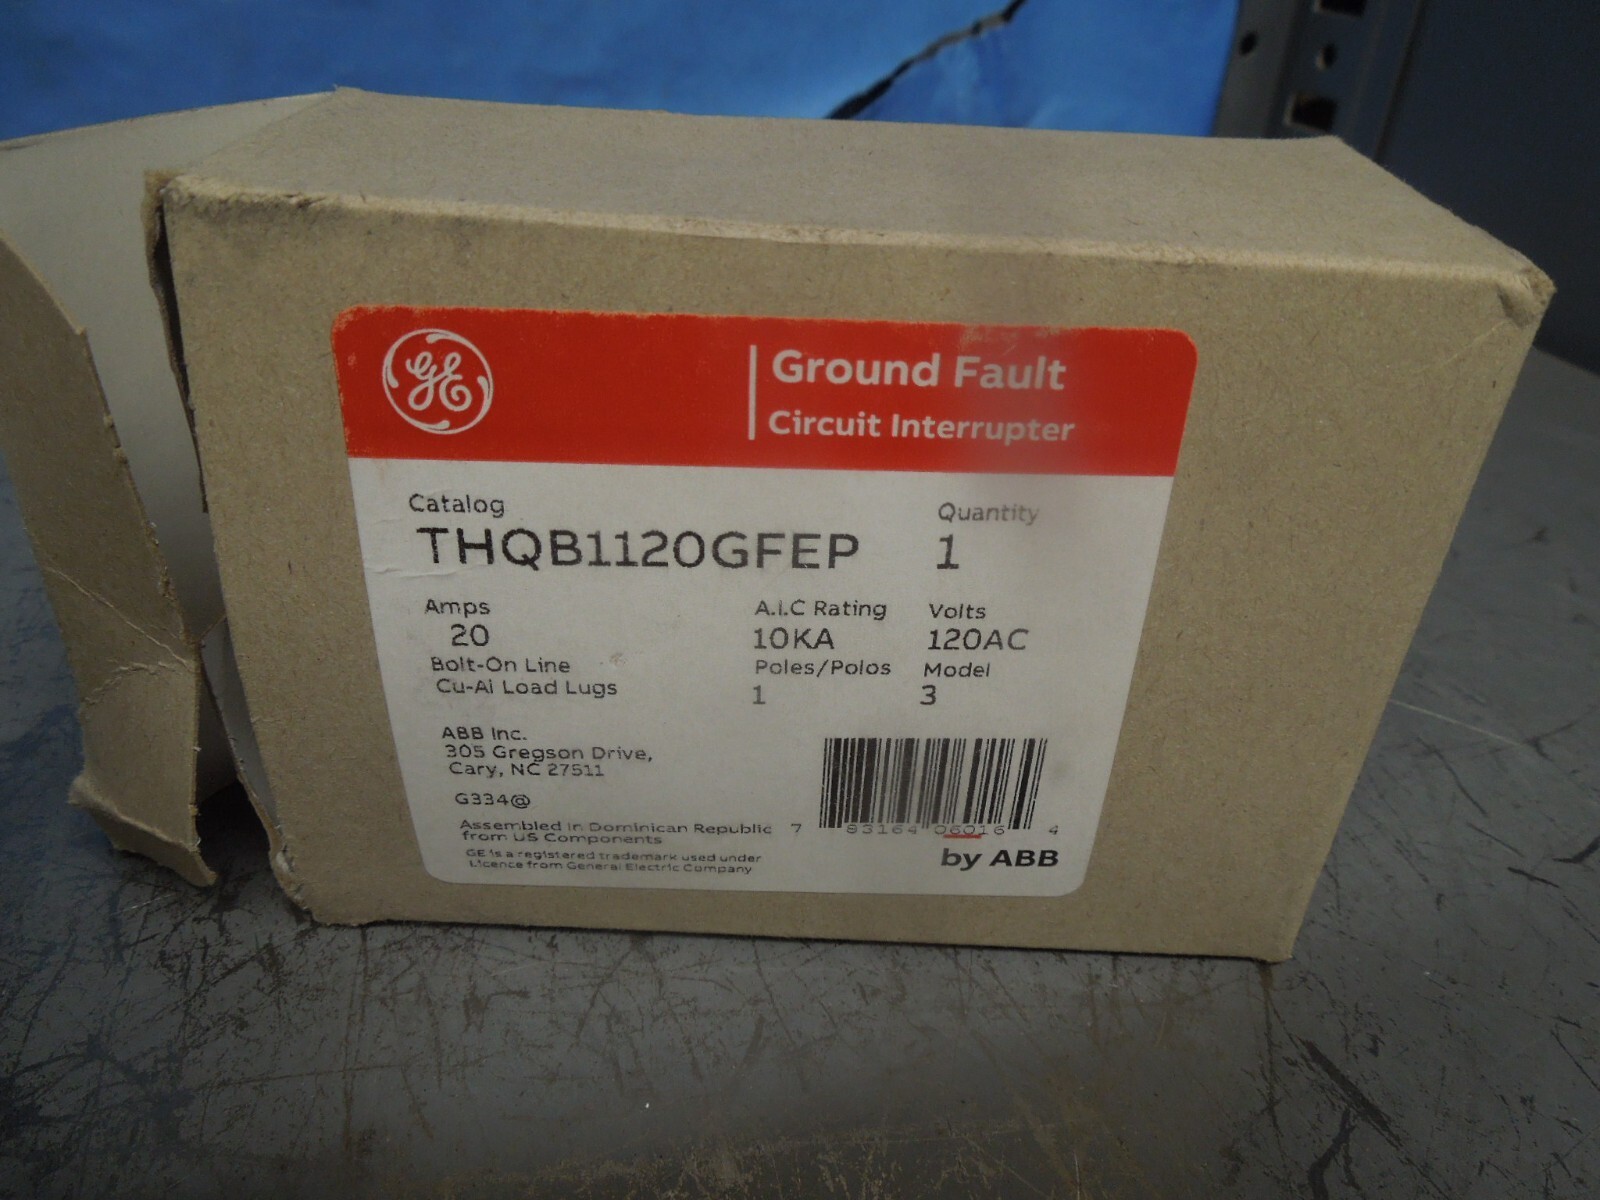 GE
Ground Fault
Circuit Interrupter
Catalog
THQB1120GFEP
Quantity
1
Amps
20
A.I.C Rating
10KA
Volts
120AC
Bolt-On Line
Cu-Al Load Lugs
Poles/Polos
1
Model
3
ABB Inc.
305 Gregson Drive,
Cary, NC 27511
G334@
Assembled in Dominican Republic
from US Components
GE is a registered trademark used under
Licence from General Electric Company
7 83164 06016 4
by ABB